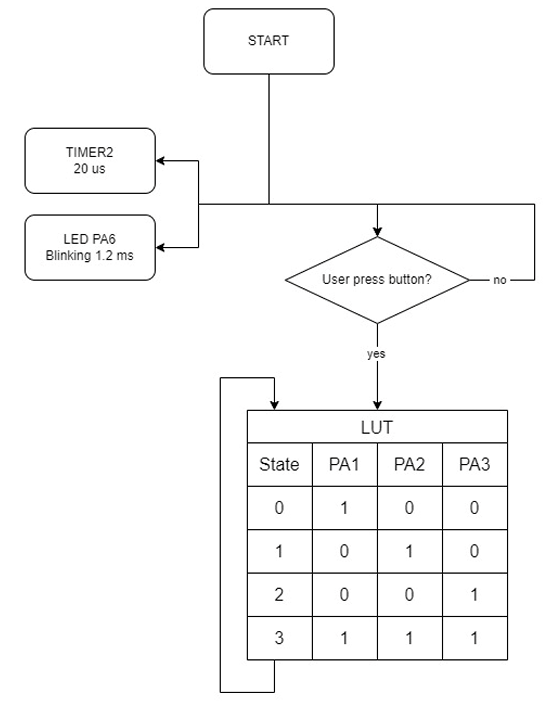 START
TIMER2
20 us
LED PA6
Blinking 1.2 ms
User press button?
no
yes
LUT
State PA1 PA2 PA3
0 1 0 0
1 0 1 0
2 0 0 1
3 1 1 1